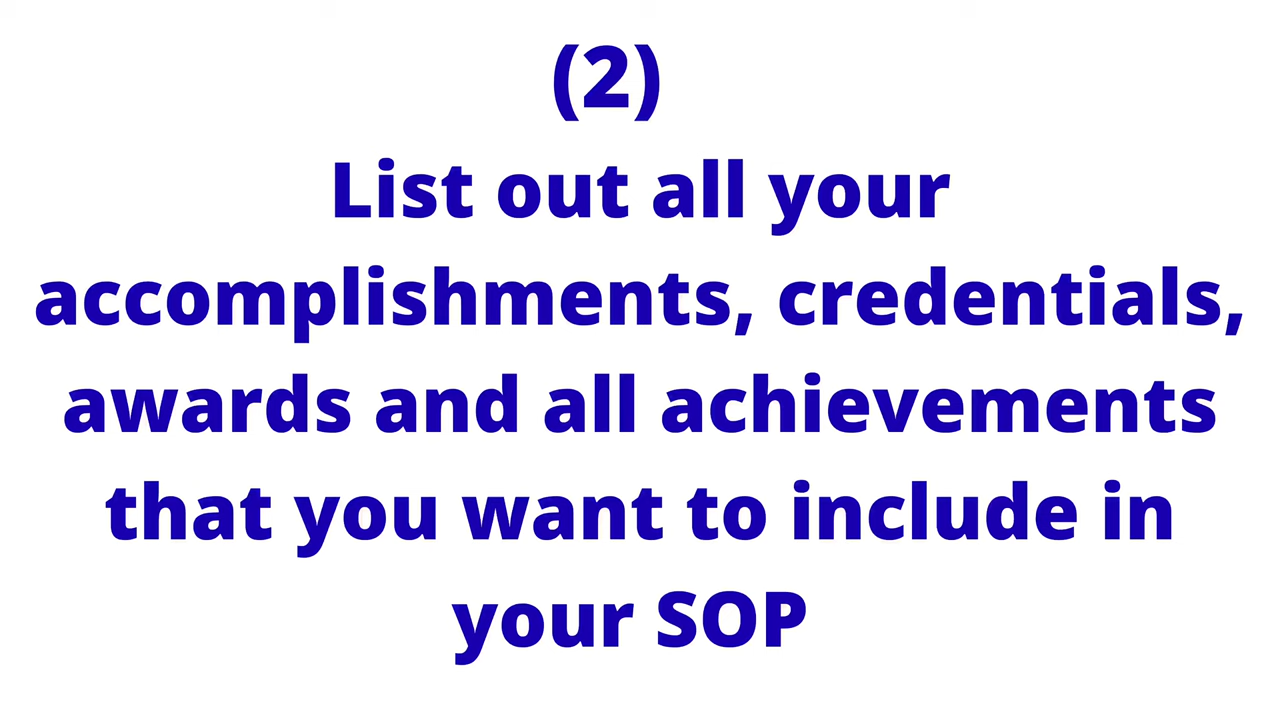 (2)
List out all your
accomplishments, credentials,
awards and all achievements
that you want to include in
your SOP